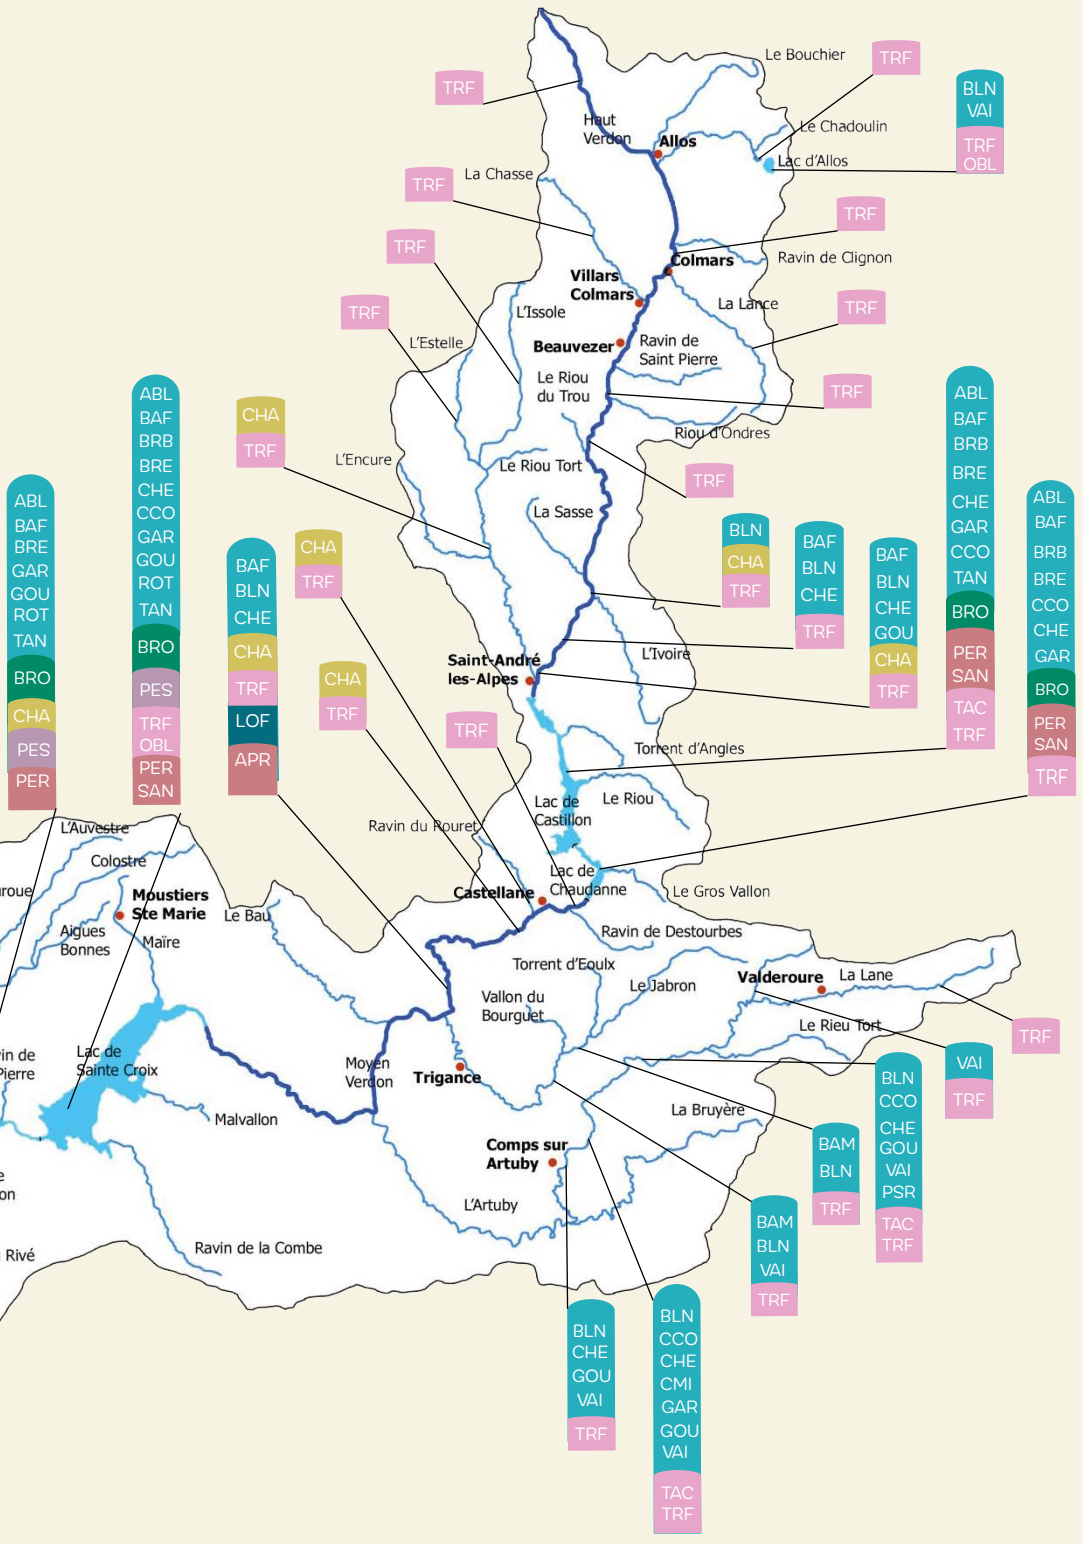 Le Bouchier
TRF
TRF
BLN
VAI
TRF
OBL
Haut
Verdon
Le Chadoulin
Allos
Lac d'Allos
La Chasse
TRF
TRF
TRF
Colmars
Ravin de Clignon
Villars
Colmars
La Lance
TRF
TRF
L'Issole
L'Estelle
Beauvezer
Ravin de
Saint Pierre
Le Riou
du Trou
TRF
Riou d'Ondres
ABL
BAF
BRB
BRE
CHE
CCO
GAR
GOU
ROT
TAN
BRO
PES
TRF
OBL
PER
SAN
CHA
TRF
L'Encure
Le Riou Tort
TRF
La Sasse
ABL
BAF
BRB
BRE
CHE
GAR
CCO
TAN
BRO
PER
SAN
TAC
TRF
ABL
BAF
BRE
GAR
GOU
ROT
TAN
BRO
CHA
PES
PER
BAF
BLN
CHE
CHA
TRF
LOF
APR
CHA
TRF
BLN
CHA
TRF
BAF
BLN
CHE
TRF
BAF
BLN
CHE
GOU
CHA
TRF
ABL
BAF
BRB
BRE
CCO
CHE
GAR
BRO
PER
SAN
TRF
CHA
TRF
Saint-André
les-Alpes
L'Ivoire
TRF
Torrent d'Angles
Lac de
Castillon
Le Riou
Ravin du Rouret
L'Auvestre
Colostre
uroue
Moustiers
Ste Marie
Lac de
Chaudanne
Le Gros Vallon
Castellane
Le Bau
Aigues
Bonnes
Maïre
Ravin de Destourbes
Torrent d'Eoulx
Le Jabron
Valderoure
La Lane
Vallon du
Bourguet
Le Rieu Tort
TRF
vin de
Pierre
Lac de
Sainte Croix
Moyen
Verdon
Trigance
VAI
TRF
BLN
CCO
CHE
GOU
VAI
PSR
TAC
TRF
Malvallon
La Bruyère
BAM
BLN
TRF
Comps sur
Artuby
e
on
L'Artuby
BAM
BLN
VAI
TRF
Rivé
Ravin de la Combe
BLN
CHE
GOU
VAI
TRF
BLN
CCO
CHE
CMI
GAR
GOU
VAI
TAC
TRF